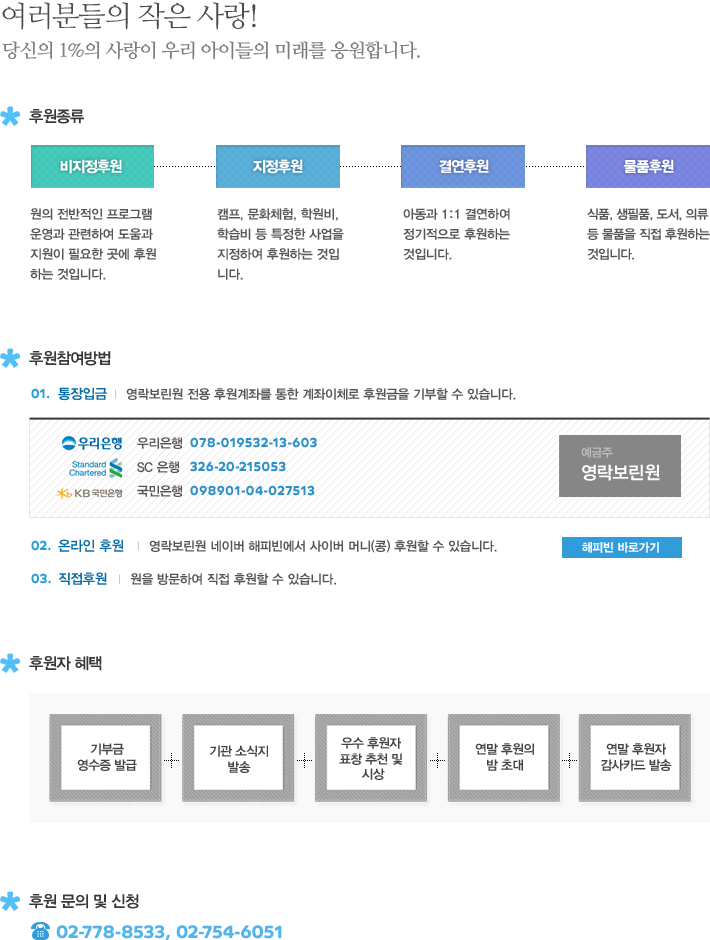 여러분들의 작은 사랑!
당신의 1%의 사랑이 우리 아이들의 미래를 응원합니다.
후원종류
비지정후원
지정후원
결연후원
물품후원
원의 전반적인 프로그램
운영과 관련하여 도움과
지원이 필요한 곳에 후원
하는 것입니다.
캠프, 문화체험, 학원비,
학습비 등 특정한 사업을
지정하여 후원하는 것입
니다.
아동과 1:1 결연하여
정기적으로 후원하는
것입니다.
식품, 생필품, 도서, 의류
등 물품을 직접 후원하는
것입니다.
후원참여방법
01. 통장입금 영락보린원 전용 후원계좌를 통한 계좌이체로 후원금을 기부할 수 있습니다.
우리은행 우리은행 078-019532-13-603
Standard
Chartered SC 은행 326-20-215053
KB국민은행 국민은행 098901-04-027513
예금주
영락보린원
02. 온라인 후원 영락보린원 네이버 해피빈에서 사이버 머니(콩) 후원할 수 있습니다.
해피빈 바로가기
03. 직접후원 원을 방문하여 직접 후원할 수 있습니다.
후원자 혜택
기부금
영수증 발급
기관 소식지
발송
우수 후원자
표창 추천 및
시상
연말 후원의
밤 초대
연말 후원자
감사카드 발송
후원 문의 및 신청
02-778-8533, 02-754-6051